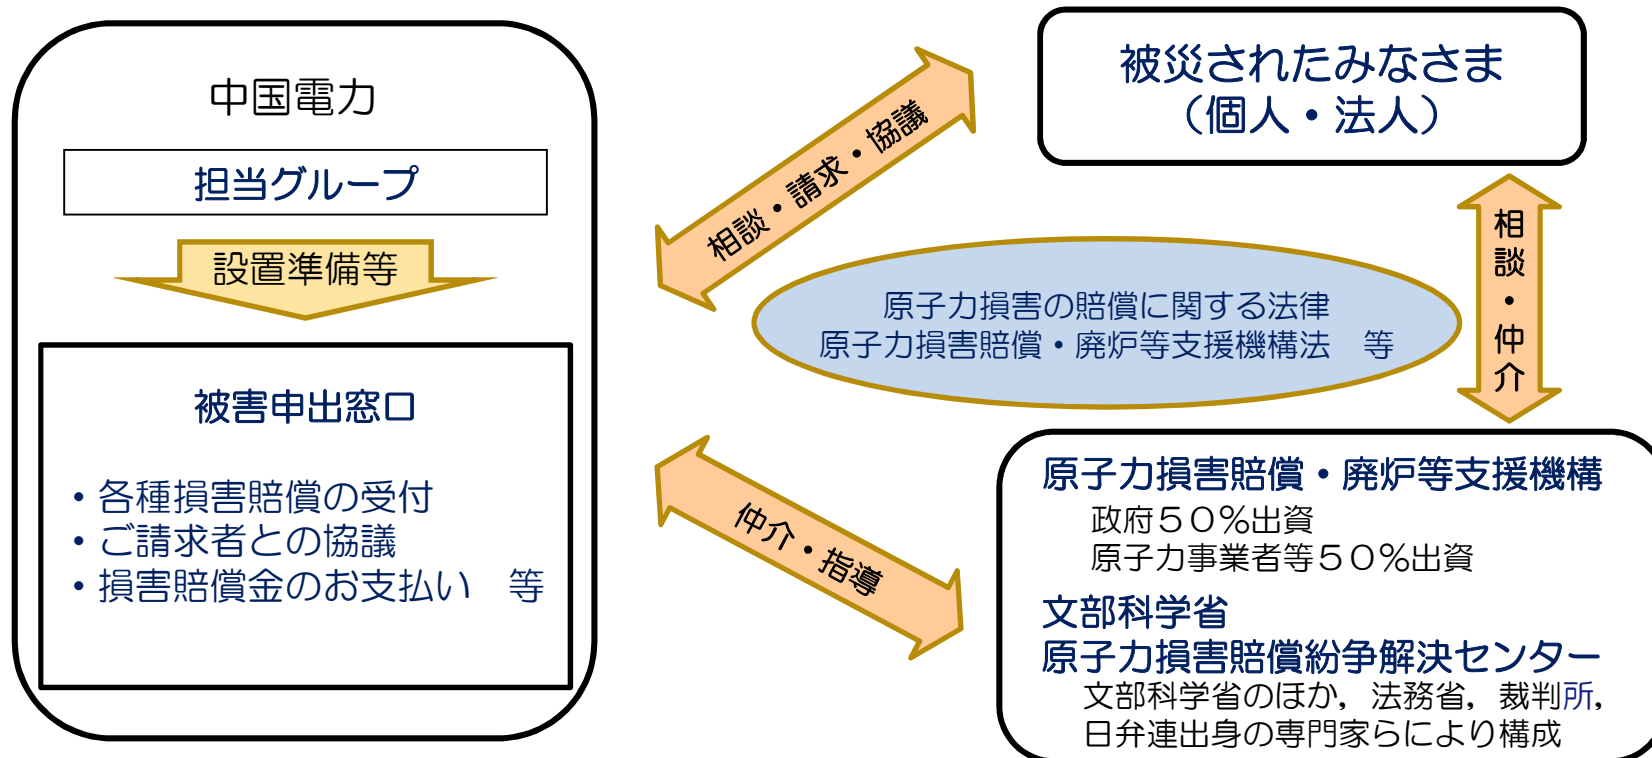 中国電力
担当グループ
設置準備等
被害申出窓口
・各種損害賠償の受付
・ご請求者との協議
・損害賠償金のお支払い　等
相談・請求・協議
被災されたみなさま
（個人・法人）
原子力損害の賠償に関する法律
原子力損害賠償・廃炉等支援機構法　等
相談・仲介
仲介・指導
原子力損害賠償・廃炉等支援機構
政府５０％出資
原子力事業者等５０％出資
文部科学省
原子力損害賠償紛争解決センター
文部科学省のほか，法務省，裁判所，
日弁連出身の専門家らにより構成